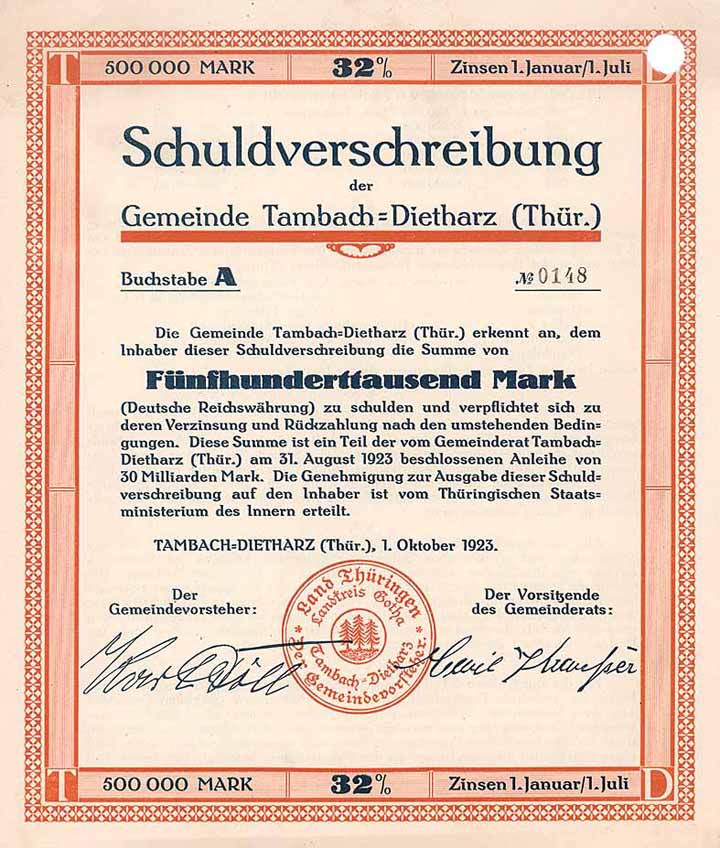 T 500 000 MARK 32% Zinsen 1. Januar/1. Juli D
Schuldverschreibung
der
Gemeinde Tambach=Dietharz (Thür.)
Buchstabe A № 0148
Die Gemeinde Tambach=Dietharz (Thür.) erkennt an, dem
Inhaber dieser Schuldverschreibung die Summe von
Fünfhunderttausend Mark
(Deutsche Reichswährung) zu schulden und verpflichtet sich zu
deren Verzinsung und Rückzahlung nach den umstehenden Bedin=
gungen. Diese Summe ist ein Teil der vom Gemeinderat Tambach=
Dietharz (Thür.) am 31. August 1923 beschlossenen Anleihe von
30 Milliarden Mark. Die Genehmigung zur Ausgabe dieser Schuld=
verschreibung auf den Inhaber ist vom Thüringischen Staats=
ministerium des Innern erteilt.
TAMBACH=DIETHARZ (Thür.), 1. Oktober 1923.
Der
Gemeindevorsteher:
Land Thüringen
Landkreis Gotha
Tambach=Dietharz
Der Gemeindevorsteher.
Der Vorsitzende
des Gemeinderats:
T 500 000 MARK 32% Zinsen 1. Januar/1. Juli D